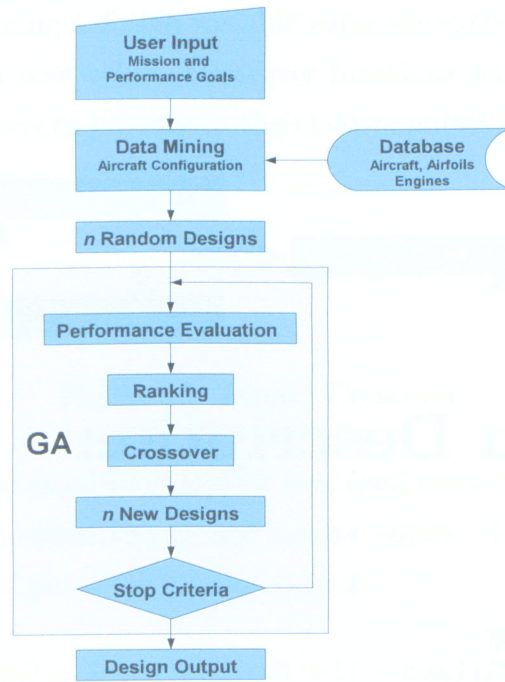 User Input
Mission and
Performance Goals
Data Mining
Aircraft Configuration
Database
Aircraft, Airfoils
Engines
n Random Designs
Performance Evaluation
Ranking
GA
Crossover
n New Designs
Stop Criteria
Design Output